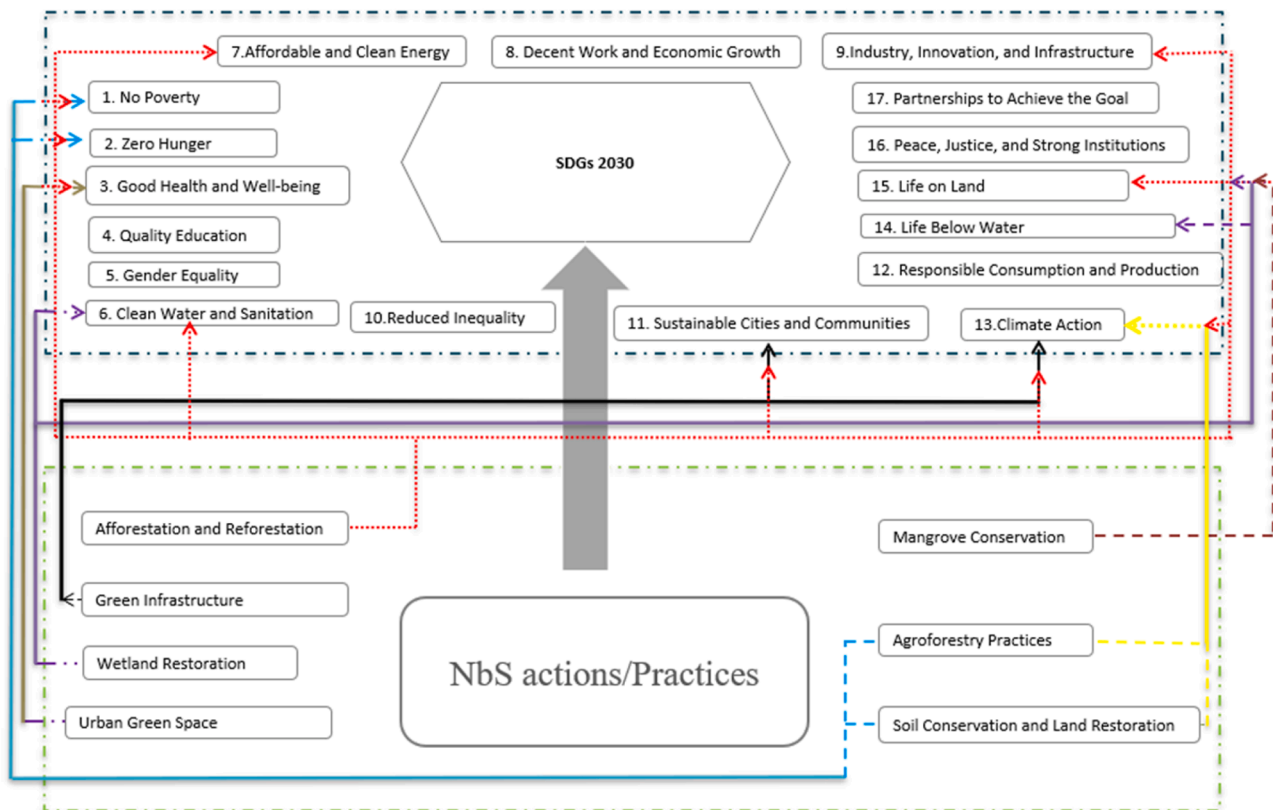 7.Affordable and Clean Energy
8. Decent Work and Economic Growth
9.Industry, Innovation, and Infrastructure
1. No Poverty
17. Partnerships to Achieve the Goal
2. Zero Hunger
16. Peace, Justice, and Strong Institutions
SDGs 2030
3. Good Health and Well-being
15. Life on Land
4. Quality Education
14. Life Below Water
5. Gender Equality
12. Responsible Consumption and Production
6. Clean Water and Sanitation
10.Reduced Inequality
11. Sustainable Cities and Communities
13.Climate Action
Afforestation and Reforestation
Mangrove Conservation
Green Infrastructure
Agroforestry Practices
Wetland Restoration
NbS actions/Practices
Urban Green Space
Soil Conservation and Land Restoration